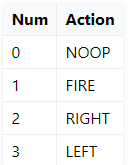 Num Action
0 NOOP
1 FIRE
2 RIGHT
3 LEFT